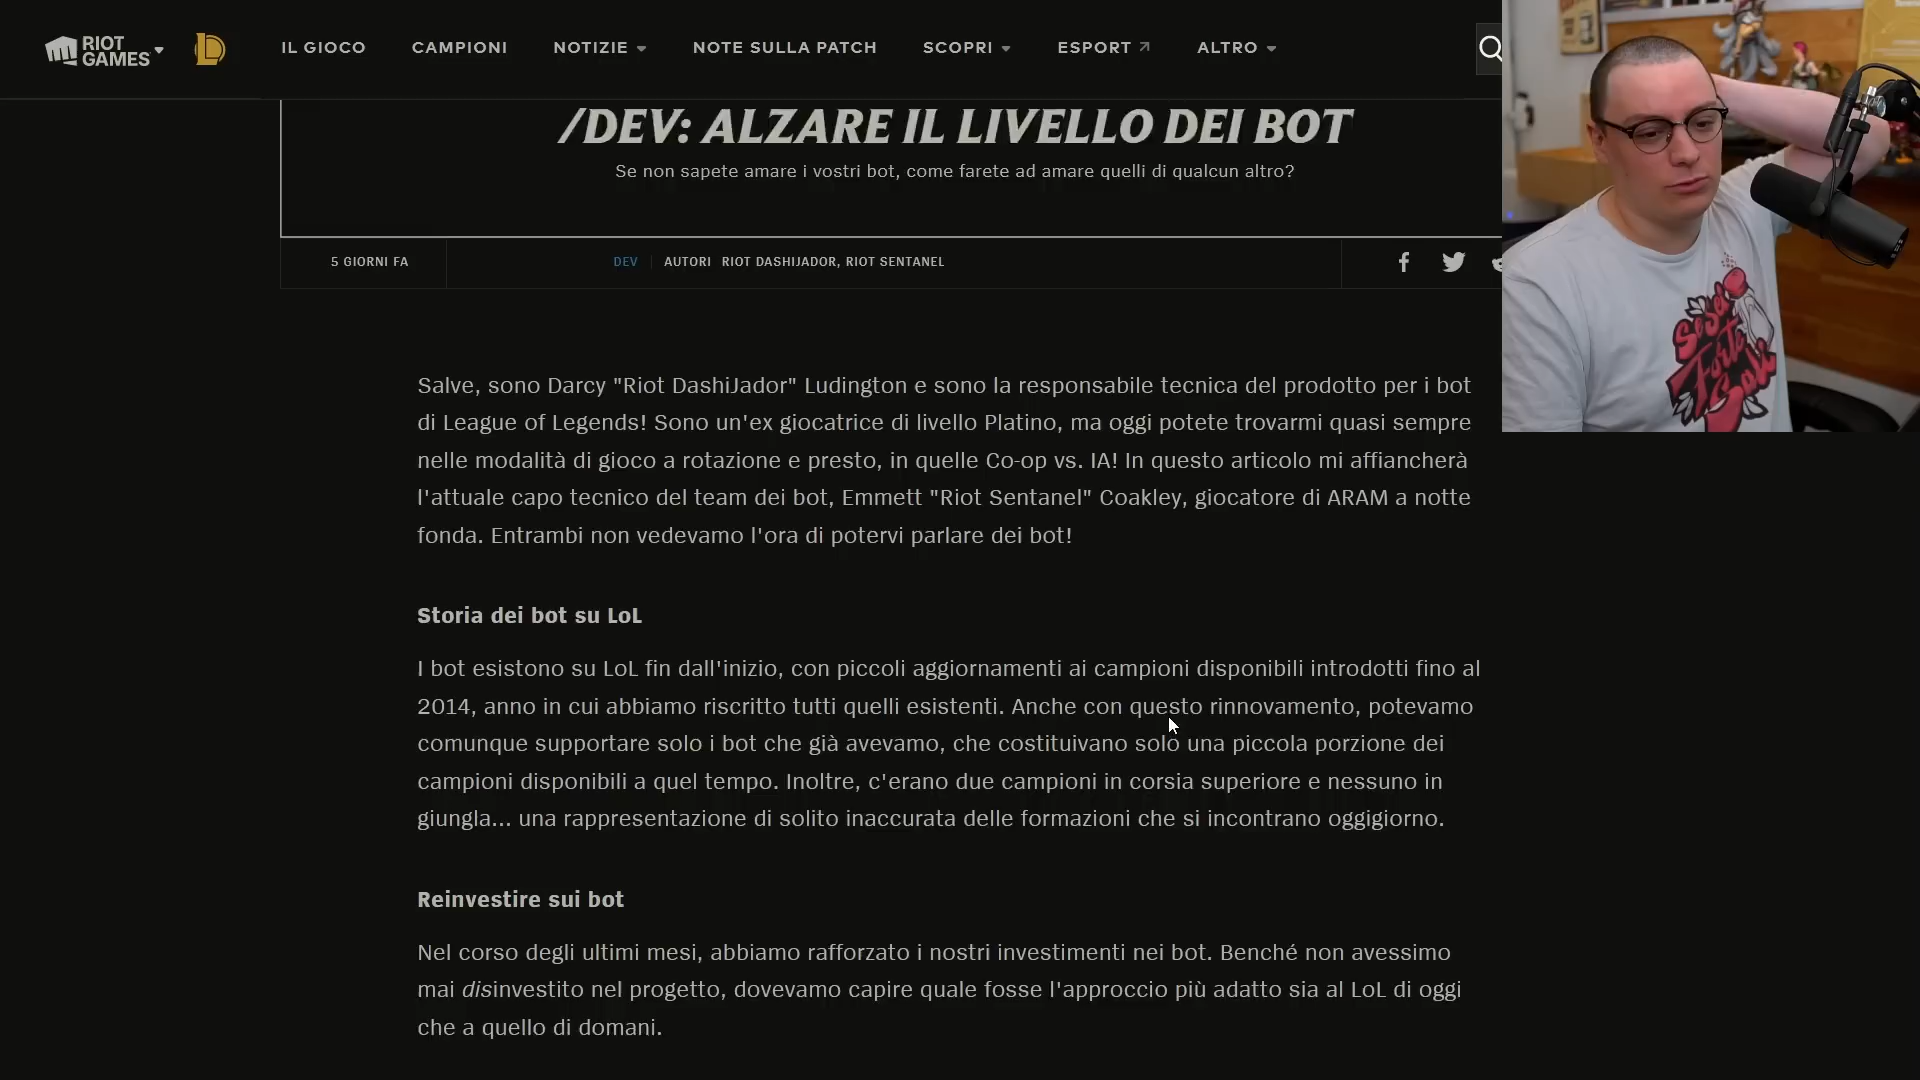 RIOT GAMES
IL GIOCO
CAMPIONI
NOTIZIE
NOTE SULLA PATCH
SCOPRI
ESPORT
ALTRO
/DEV: ALZARE IL LIVELLO DEI BOT
Se non sapete amare i vostri bot, come farete ad amare quelli di qualcun altro?
5 GIORNI FA
DEV
AUTORI RIOT DASHIJADOR, RIOT SENTANEL
Salve, sono Darcy "Riot DashiJador" Ludington e sono la responsabile tecnica del prodotto per i bot
di League of Legends! Sono un'ex giocatrice di livello Platino, ma oggi potete trovarmi quasi sempre
nelle modalità di gioco a rotazione e presto, in quelle Co-op vs. IA! In questo articolo mi affiancherà
l'attuale capo tecnico del team dei bot, Emmett "Riot Sentanel" Coakley, giocatore di ARAM a notte
fonda. Entrambi non vedevamo l'ora di potervi parlare dei bot!
Storia dei bot su LoL
I bot esistono su LoL fin dall'inizio, con piccoli aggiornamenti ai campioni disponibili introdotti fino al
2014, anno in cui abbiamo riscritto tutti quelli esistenti. Anche con questo rinnovamento, potevamo
comunque supportare solo i bot che già avevamo, che costituivano solo una piccola porzione dei
campioni disponibili a quel tempo. Inoltre, c'erano due campioni in corsia superiore e nessuno in
giungla... una rappresentazione di solito inaccurata delle formazioni che si incontrano oggigiorno.
Reinvestire sui bot
Nel corso degli ultimi mesi, abbiamo rafforzato i nostri investimenti nei bot. Benché non avessimo
mai disinvestito nel progetto, dovevamo capire quale fosse l'approccio più adatto sia al LoL di oggi
che a quello di domani.